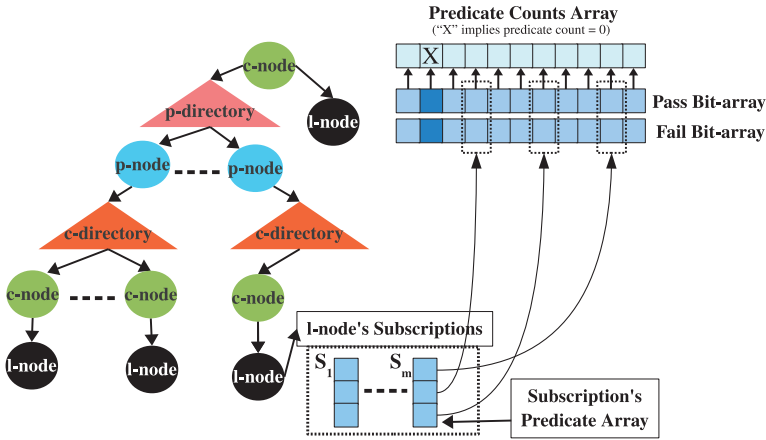 Predicate Counts Array
("X" implies predicate count = 0)
X
Pass Bit-array
Fail Bit-array
c-node
p-directory
l-node
p-node
p-node
c-directory
c-directory
c-node
c-node
c-node
l-node
l-node
l-node
l-node's Subscriptions
S1
Sm
Subscription's
Predicate Array